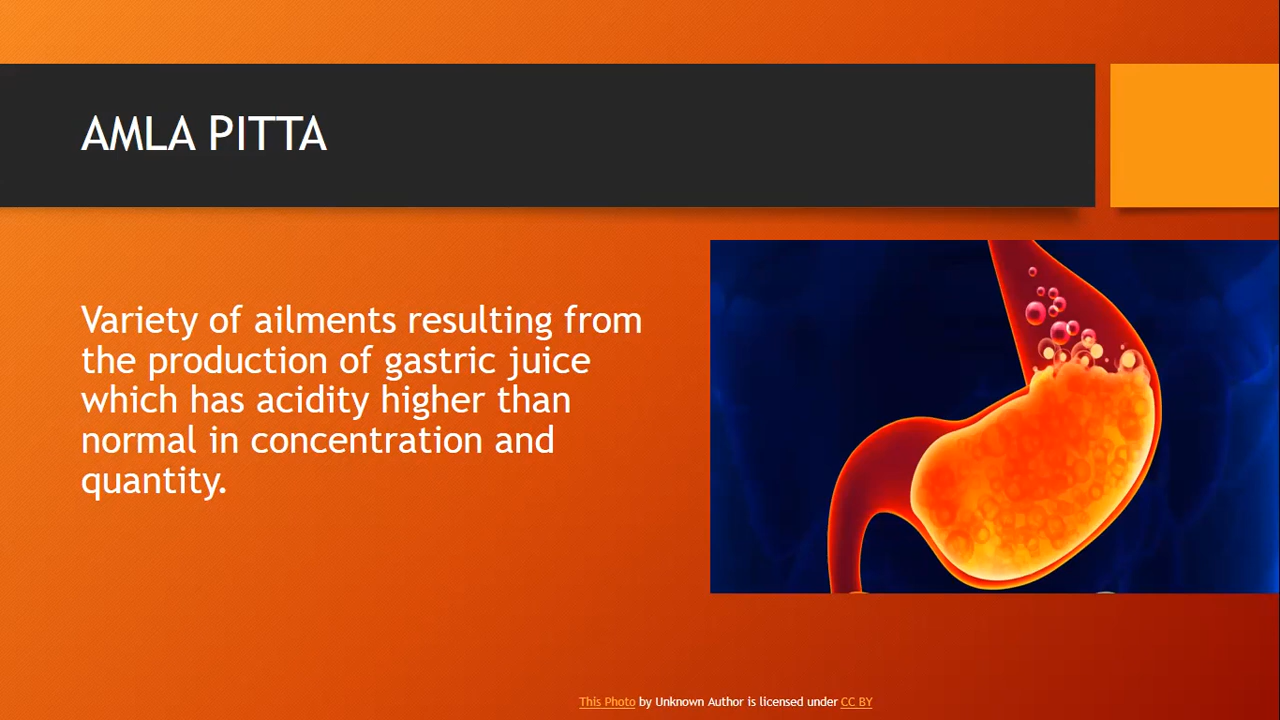 AMLA PITTA
Variety of ailments resulting from
the production of gastric juice
which has acidity higher than
normal in concentration and
quantity.
This Photo by Unknown Author is licensed under CC BY